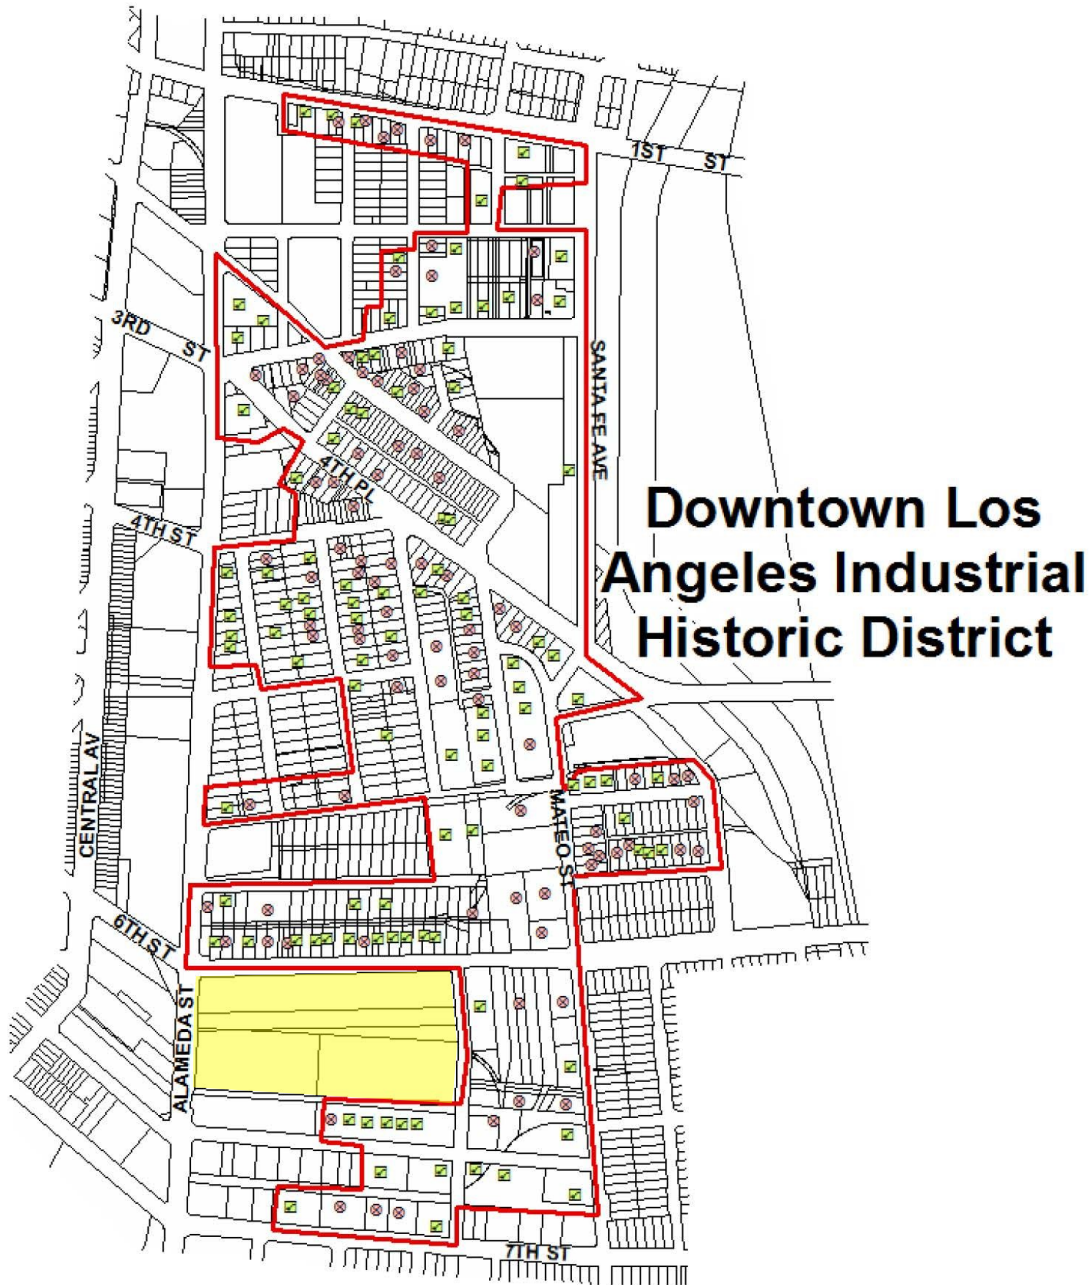 1ST ST
3RD ST
SANTA FE AVE
4TH PL
Downtown Los
Angeles Industrial
Historic District
4TH ST
CENTRAL AV
MATEO ST
6TH ST
ALAMEDA ST
7TH ST